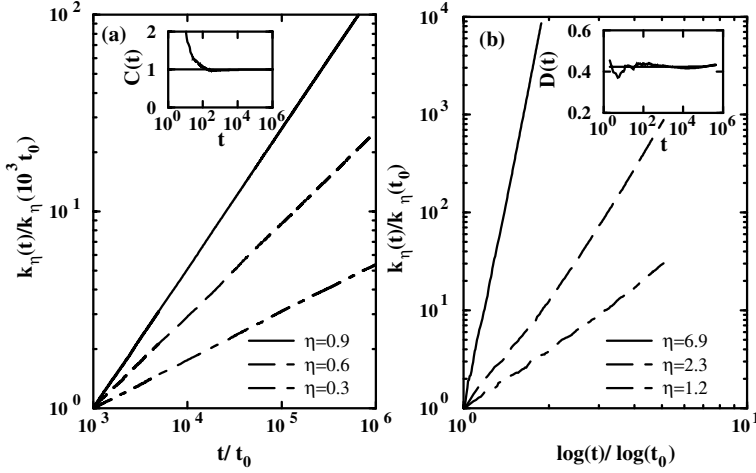 (a)
C(t)
2
1
0
10^0 10^2 10^4 10^6
t
10^2
10^1
10^0
k_η(t)/k_η(10^3 t_0)
η=0.9
η=0.6
η=0.3
10^3 10^4 10^5 10^6
t/ t_0
(b)
D(t)
0.6
0.4
0.2
10^0 10^2 10^4 10^6
t
10^4
10^3
10^2
10^1
10^0
k_η(t)/k_η(t_0)
η=6.9
η=2.3
η=1.2
10^0 10^1
log(t)/ log(t_0)